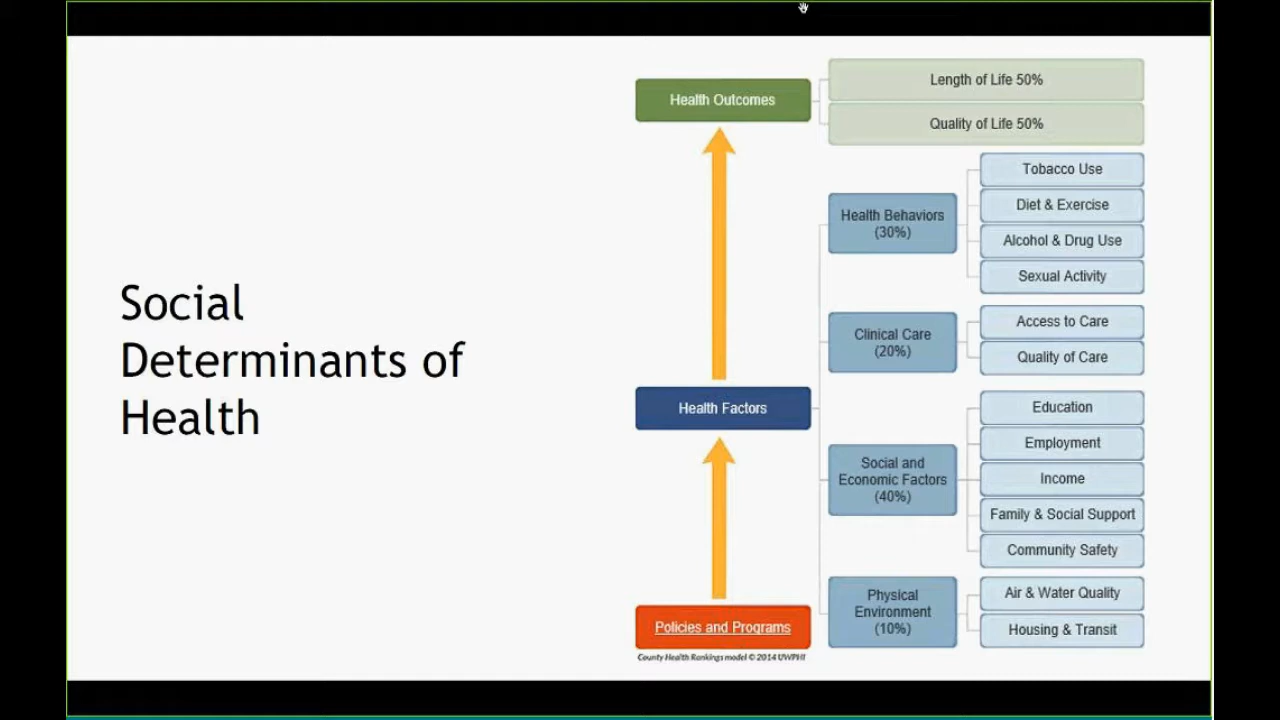 Social
Determinants of
Health
Health Outcomes
Length of Life 50%
Quality of Life 50%
Health Behaviors
(30%)
Tobacco Use
Diet & Exercise
Alcohol & Drug Use
Sexual Activity
Clinical Care
(20%)
Access to Care
Quality of Care
Health Factors
Social and
Economic Factors
(40%)
Education
Employment
Income
Family & Social Support
Community Safety
Physical
Environment
(10%)
Air & Water Quality
Housing & Transit
Policies and Programs
County Health Rankings model © 2014 UWPHI